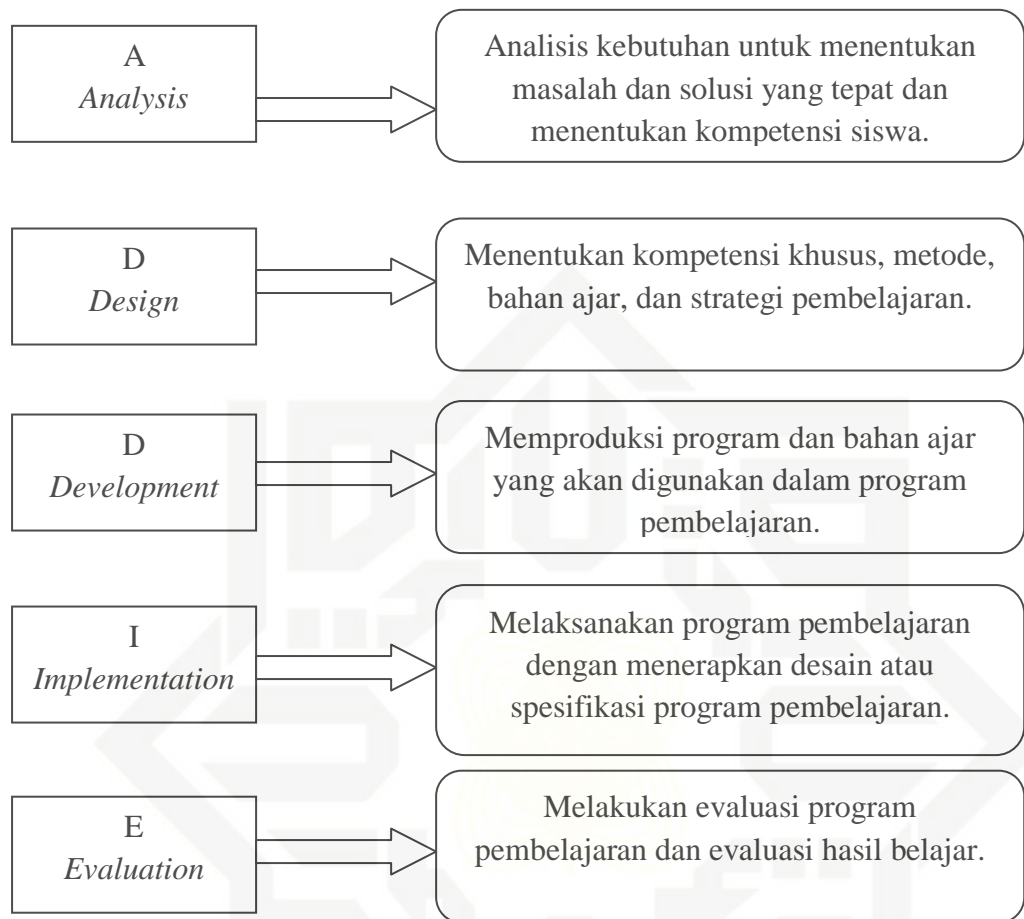 A
Analysis
Analisis kebutuhan untuk menentukan
masalah dan solusi yang tepat dan
menentukan kompetensi siswa.
D
Design
Menentukan kompetensi khusus, metode,
bahan ajar, dan strategi pembelajaran.
D
Development
Memproduksi program dan bahan ajar
yang akan digunakan dalam program
pembelajaran.
I
Implementation
Melaksanakan program pembelajaran
dengan menerapkan desain atau
spesifikasi program pembelajaran.
E
Evaluation
Melakukan evaluasi program
pembelajaran dan evaluasi hasil belajar.